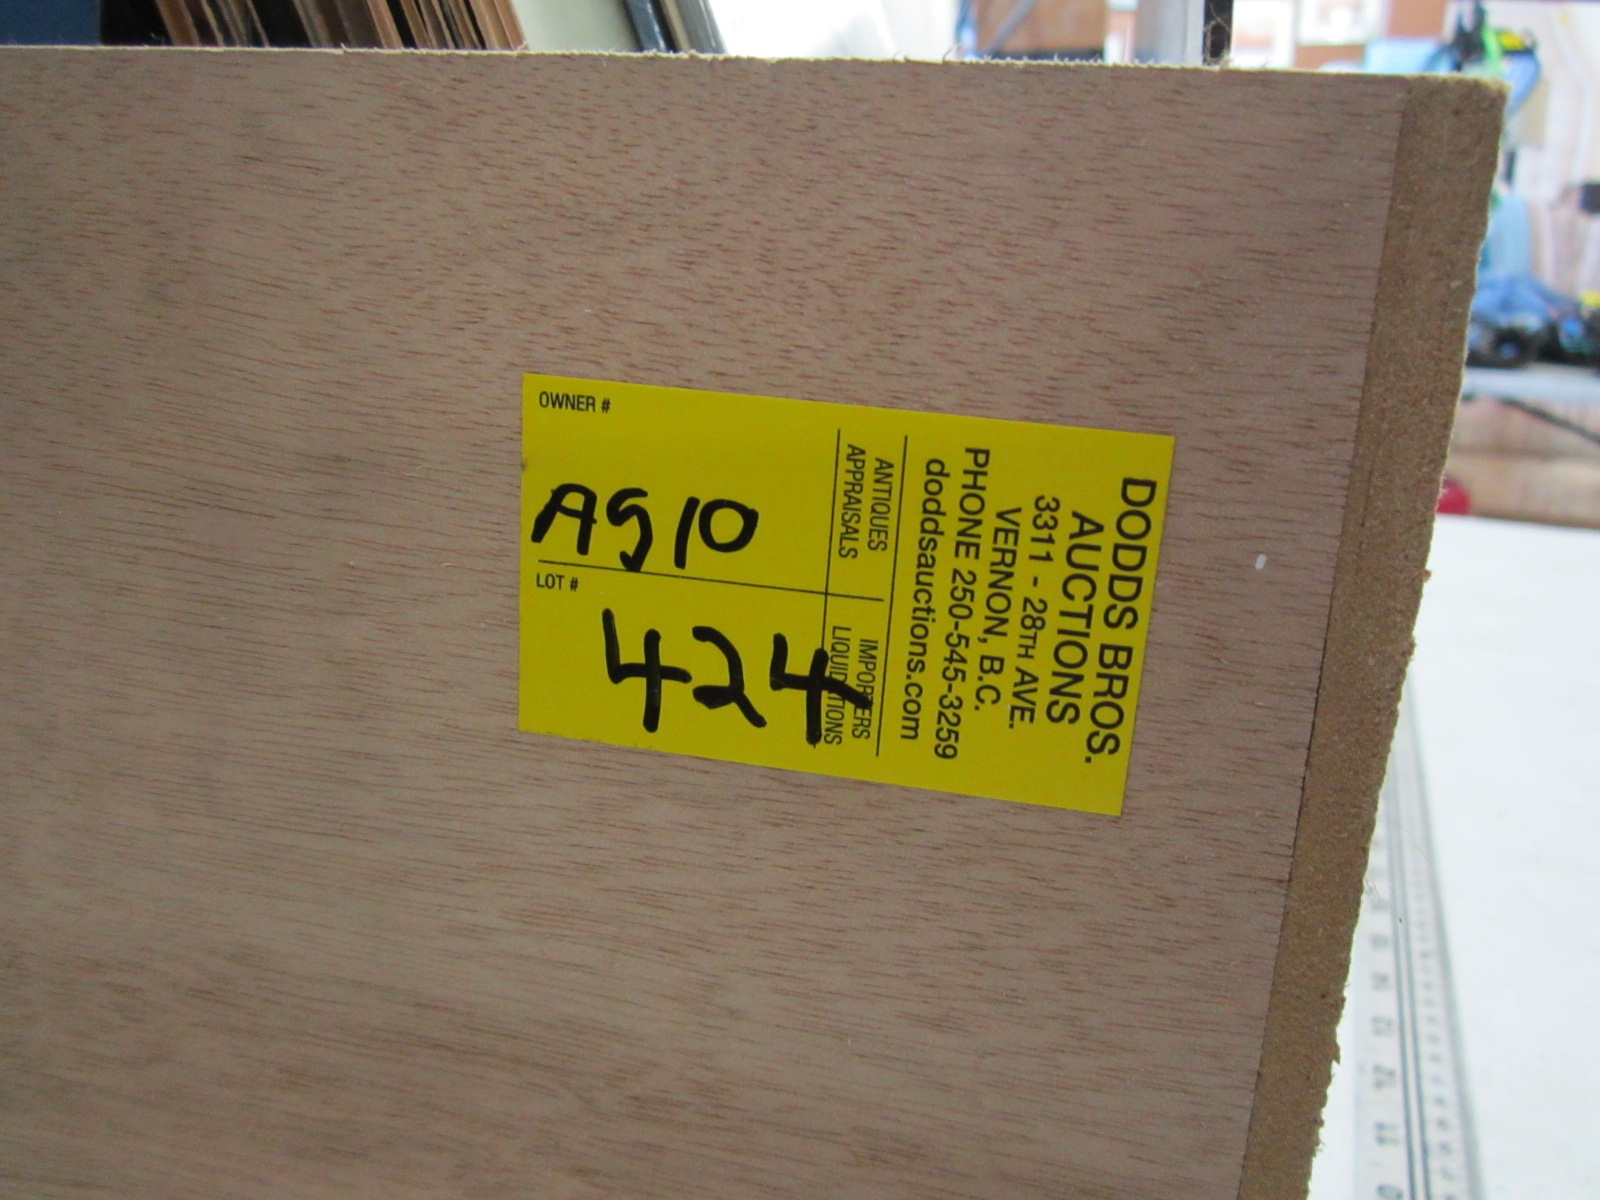 DODDS BROS.
AUCTIONS
3311 - 28TH AVE.
VERNON, B.C.
PHONE 250-545-3259
doddsauctions.com
ANTIQUES
APPRAISALS
IMPORTERS
LIQUIDATIONS
OWNER #
AG10
LOT #
424